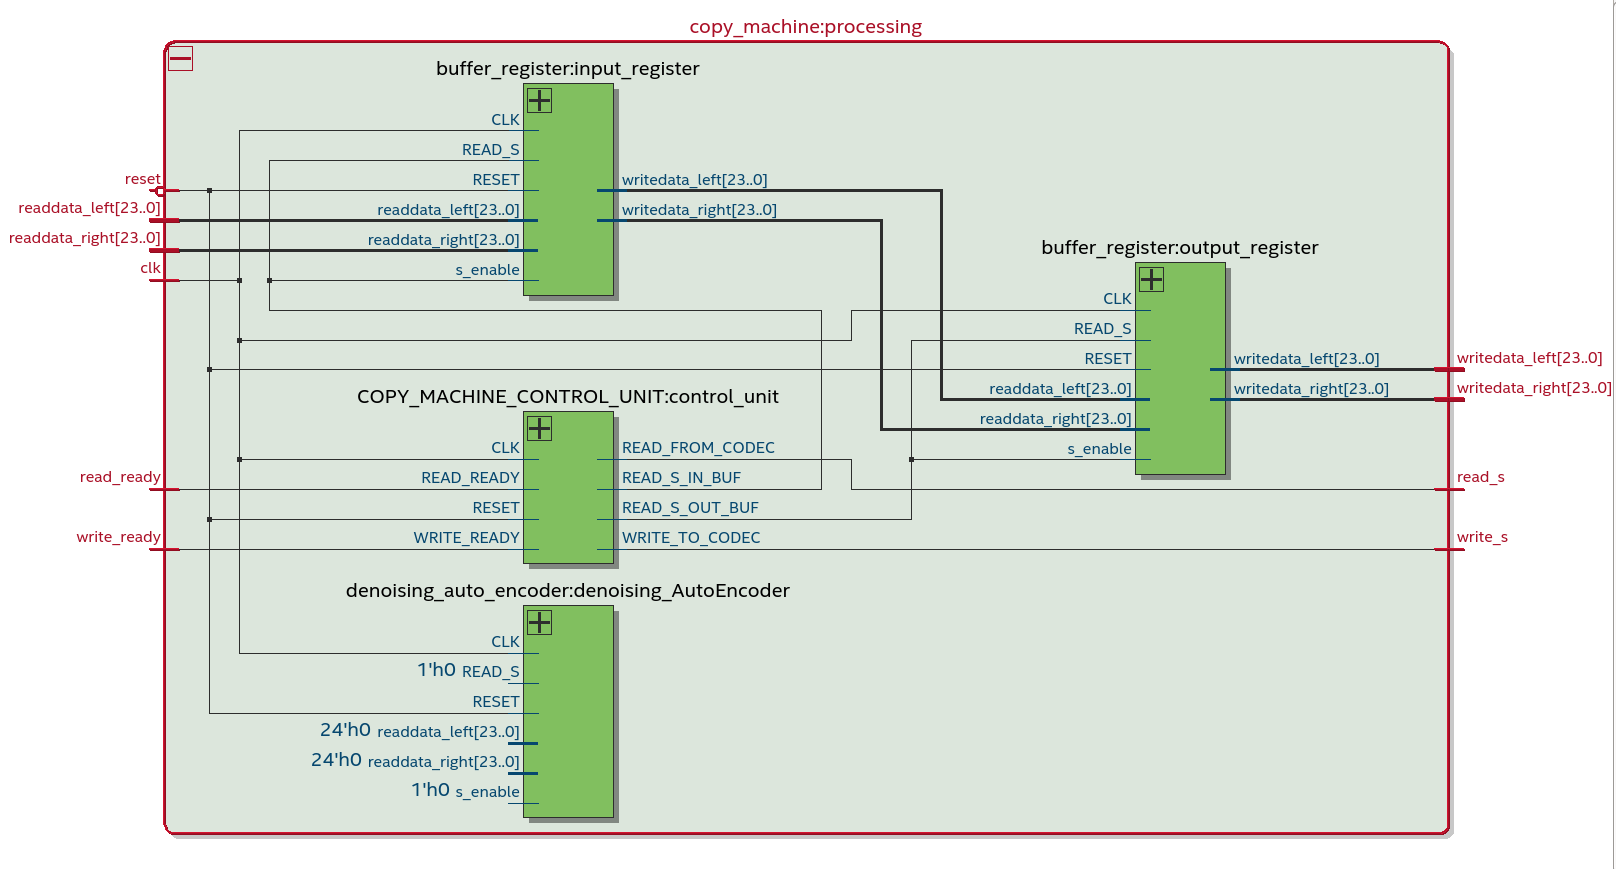 copy_machine:processing
buffer_register:input_register
CLK
READ_S
RESET
readdata_left[23..0]
readdata_right[23..0]
s_enable
writedata_left[23..0]
writedata_right[23..0]
reset
readdata_left[23..0]
readdata_right[23..0]
clk
buffer_register:output_register
CLK
READ_S
RESET
readdata_left[23..0]
readdata_right[23..0]
s_enable
writedata_left[23..0]
writedata_right[23..0]
writedata_left[23..0]
writedata_right[23..0]
COPY_MACHINE_CONTROL_UNIT:control_unit
CLK
READ_READY
RESET
WRITE_READY
READ_FROM_CODEC
READ_S_IN_BUF
READ_S_OUT_BUF
WRITE_TO_CODEC
read_ready
write_ready
read_s
write_s
denoising_auto_encoder:denoising_AutoEncoder
CLK
1'h0 READ_S
RESET
24'h0 readdata_left[23..0]
24'h0 readdata_right[23..0]
1'h0 s_enable